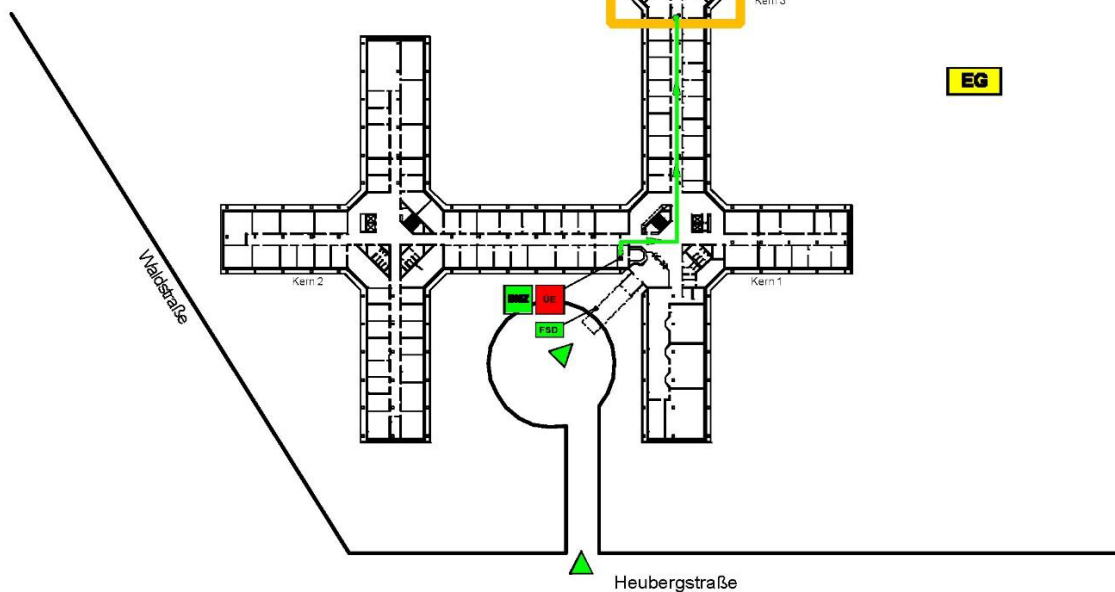 Kern 3
EG
Waldstraße
Kern 2
Kern 1
BMZ
ÜE
FSD
Heubergstraße